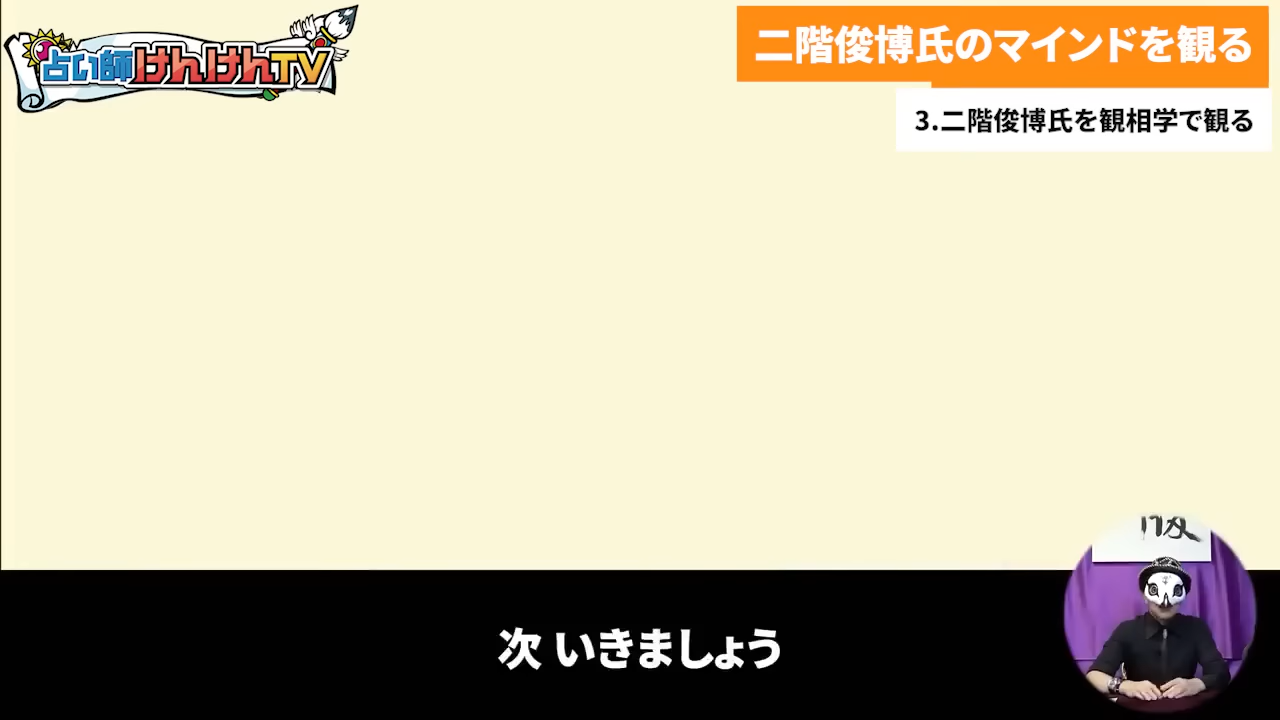 占い師けんけんTV
二階俊博氏のマインドを観る
3.二階俊博氏を観相学で観る
次 いきましょう